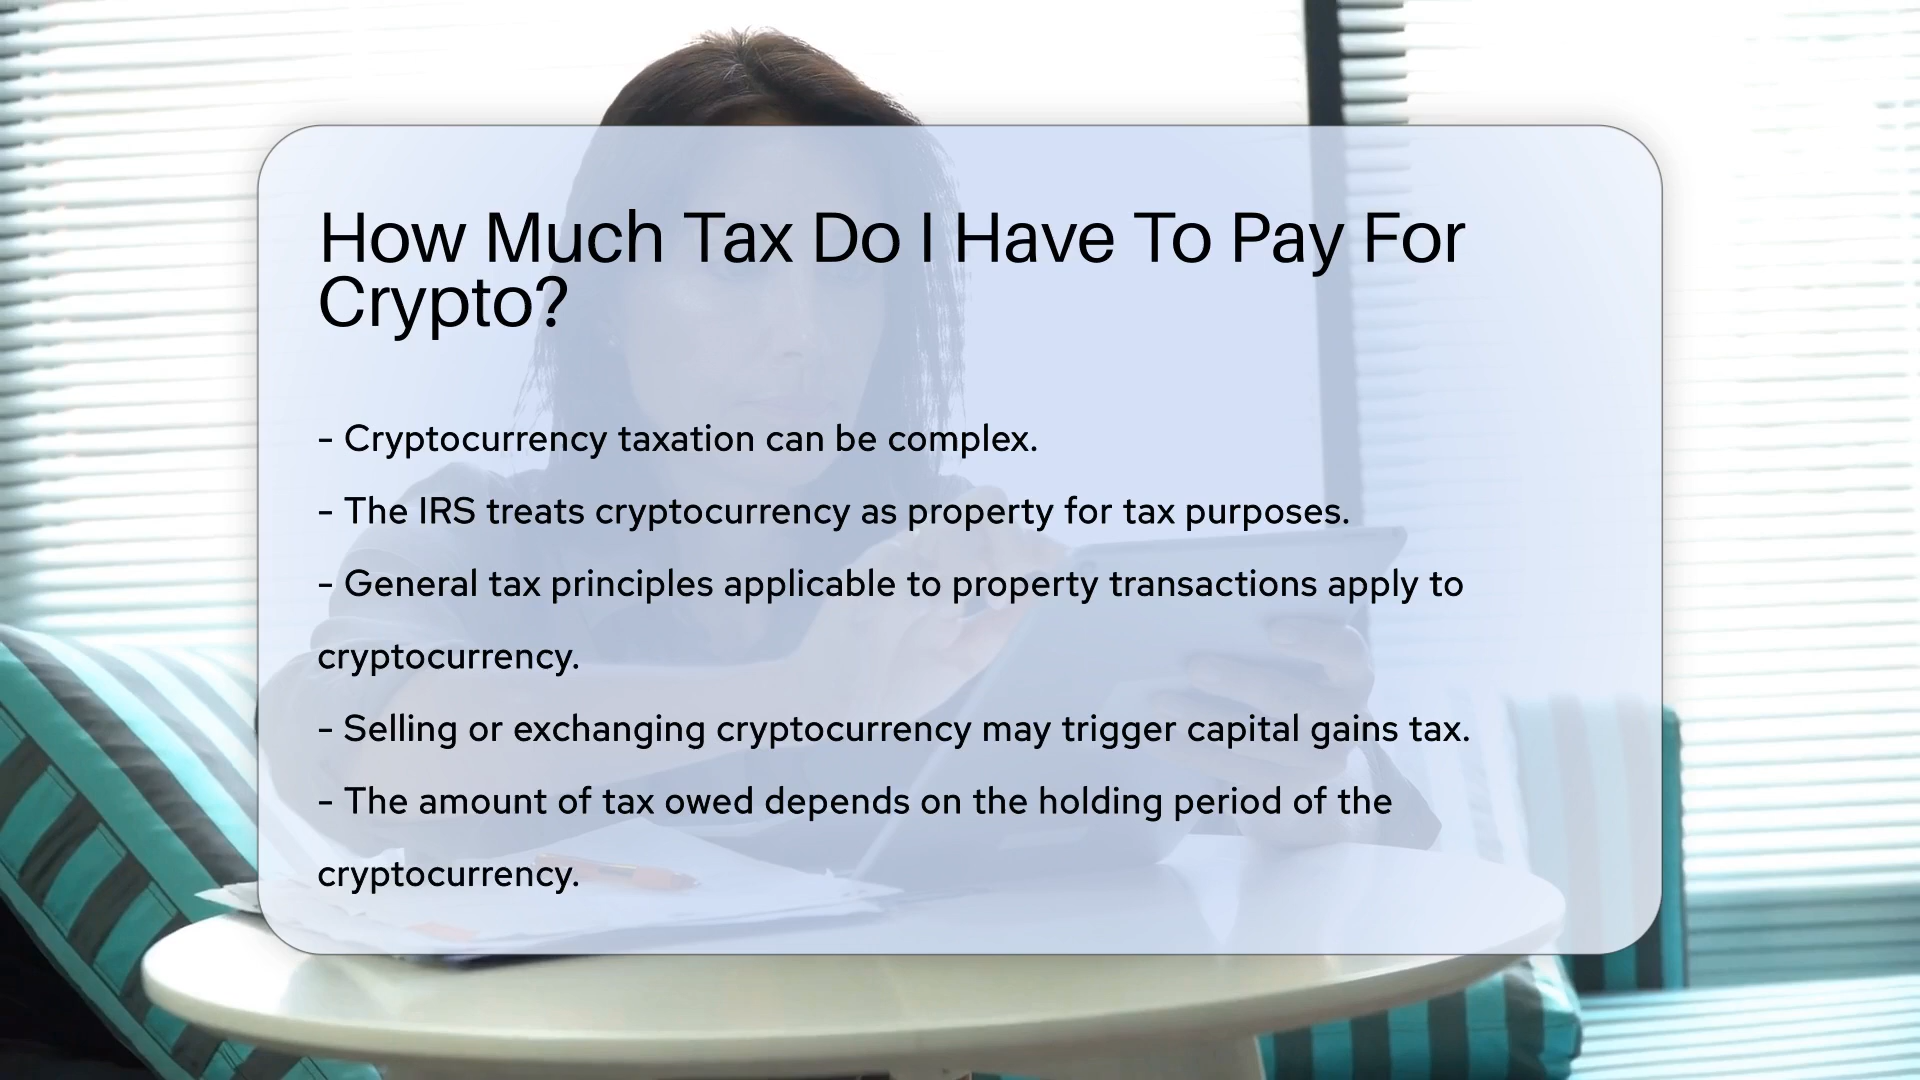 How Much Tax Do I Have To Pay For
Crypto?
- Cryptocurrency taxation can be complex.
- The IRS treats cryptocurrency as property for tax purposes.
- General tax principles applicable to property transactions apply to
cryptocurrency.
- Selling or exchanging cryptocurrency may trigger capital gains tax.
- The amount of tax owed depends on the holding period of the
cryptocurrency.